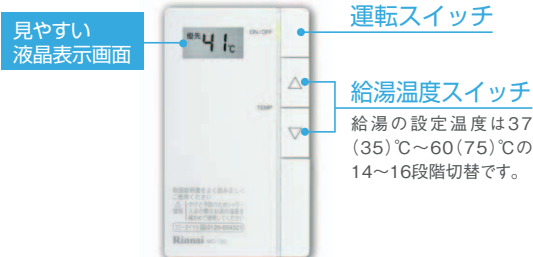 見やすい
液晶表示画面
優先 41℃
ON/OFF
TEMP
Rinnai
運転スイッチ
給湯温度スイッチ
給湯の設定温度は37
(35)℃～60(75)℃の
14～16段階切替です。